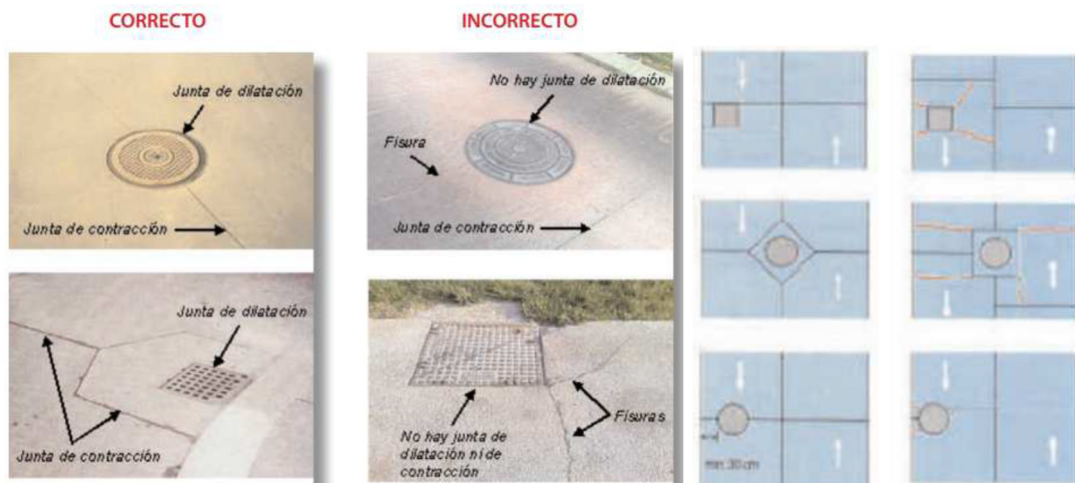 CORRECTO
INCORRECTO
Junta de dilatación
Junta de contracción
No hay junta de dilatación
Fisura
Junta de contracción
Junta de dilatación
Junta de contracción
Fisuras
No hay junta de
dilatación ni de
contracción
min. 30 cm